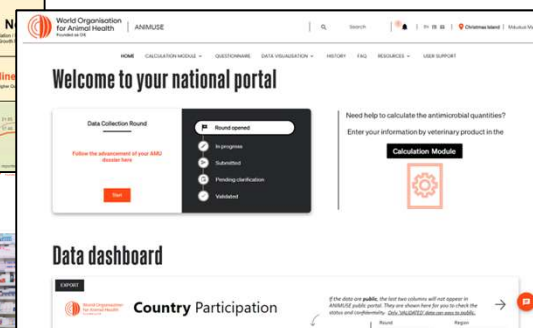 World Organisation
for Animal Health
Founded as OIE
ANIMUSE
Search
EN
Christmas Island
HOME
CALCULATION MODULE
QUESTIONNAIRE
DATA VISUALISATION
HISTORY
FAQ
RESOURCES
USER SUPPORT
Welcome to your national portal
Data Collection Round
Follow the advancement of your AMU
dossier here
Start
Round opened
In progress
Submitted
Pending clarification
Validated
Need help to calculate the antimicrobial quantities?
Enter your information by veterinary product in the
Calculation Module
Data dashboard
EXPORT
World Organisation
for Animal Health
Country Participation
If the data are public, the last two columns will not appear in
ANIMUSE public portal. They are shown here for you to check the
status and confidentiality. Only 'VALIDATED' data can pass to public.
Round
Region